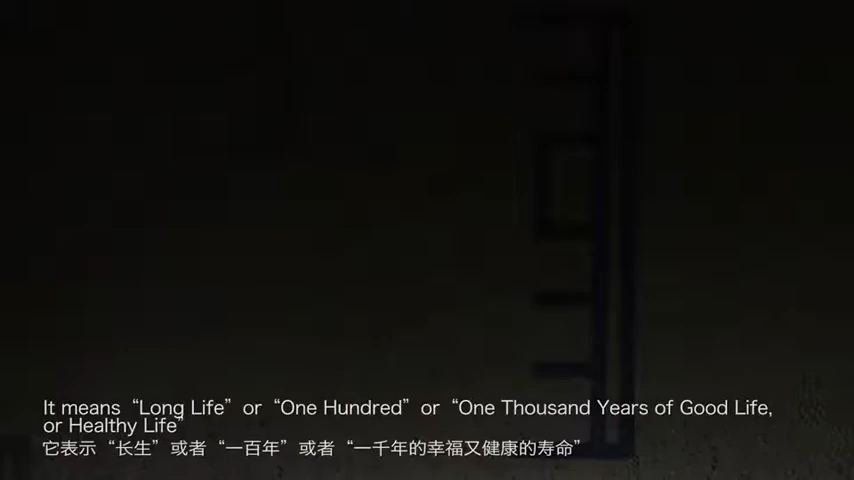 It means “Long Life” or “One Hundred” or “One Thousand Years of Good Life,
or Healthy Life”
它表示“长生”或者“一百年”或者“一千年的幸福又健康的寿命”